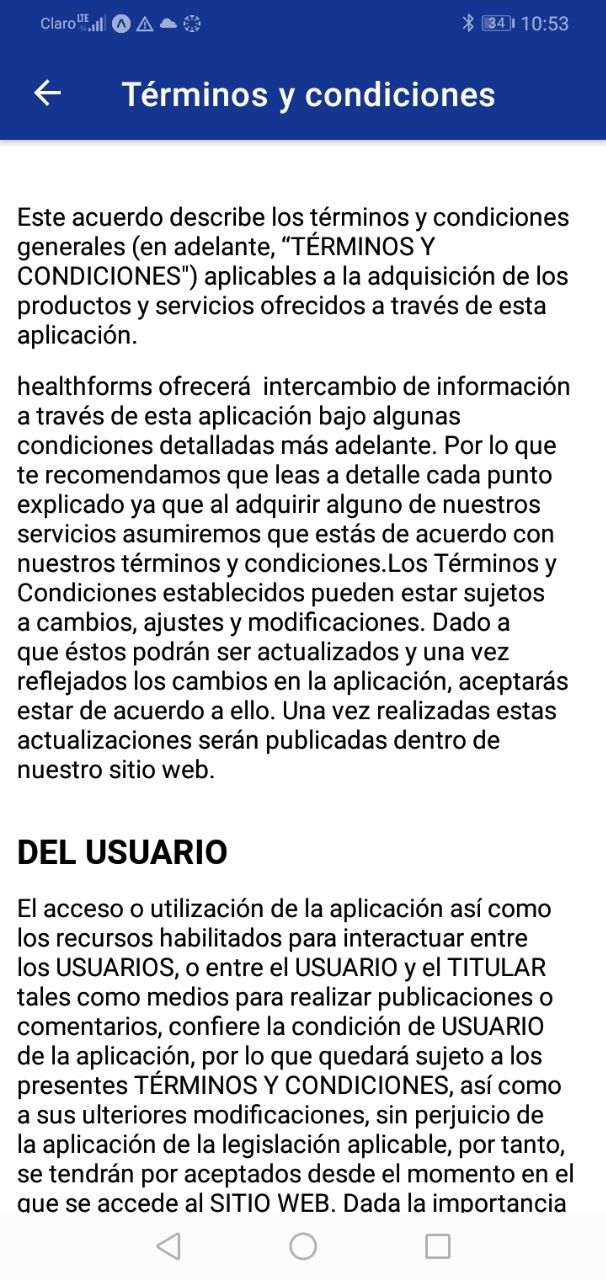 Claro LTE 34 10:53
Términos y condiciones
Este acuerdo describe los términos y condiciones
generales (en adelante, “TÉRMINOS Y
CONDICIONES") aplicables a la adquisición de los
productos y servicios ofrecidos a través de esta
aplicación.
healthforms ofrecerá  intercambio de información
a través de esta aplicación bajo algunas
condiciones detalladas más adelante. Por lo que
te recomendamos que leas a detalle cada punto
explicado ya que al adquirir alguno de nuestros
servicios asumiremos que estás de acuerdo con
nuestros términos y condiciones.Los Términos y
Condiciones establecidos pueden estar sujetos
a cambios, ajustes y modificaciones. Dado a
que éstos podrán ser actualizados y una vez
reflejados los cambios en la aplicación, aceptarás
estar de acuerdo a ello. Una vez realizadas estas
actualizaciones serán publicadas dentro de
nuestro sitio web.
DEL USUARIO
El acceso o utilización de la aplicación así como
los recursos habilitados para interactuar entre
los USUARIOS, o entre el USUARIO y el TITULAR
tales como medios para realizar publicaciones o
comentarios, confiere la condición de USUARIO
de la aplicación, por lo que quedará sujeto a los
presentes TÉRMINOS Y CONDICIONES, así como
a sus ulteriores modificaciones, sin perjuicio de
la aplicación de la legislación aplicable, por tanto,
se tendrán por aceptados desde el momento en el
que se accede al SITIO WEB. Dada la importancia